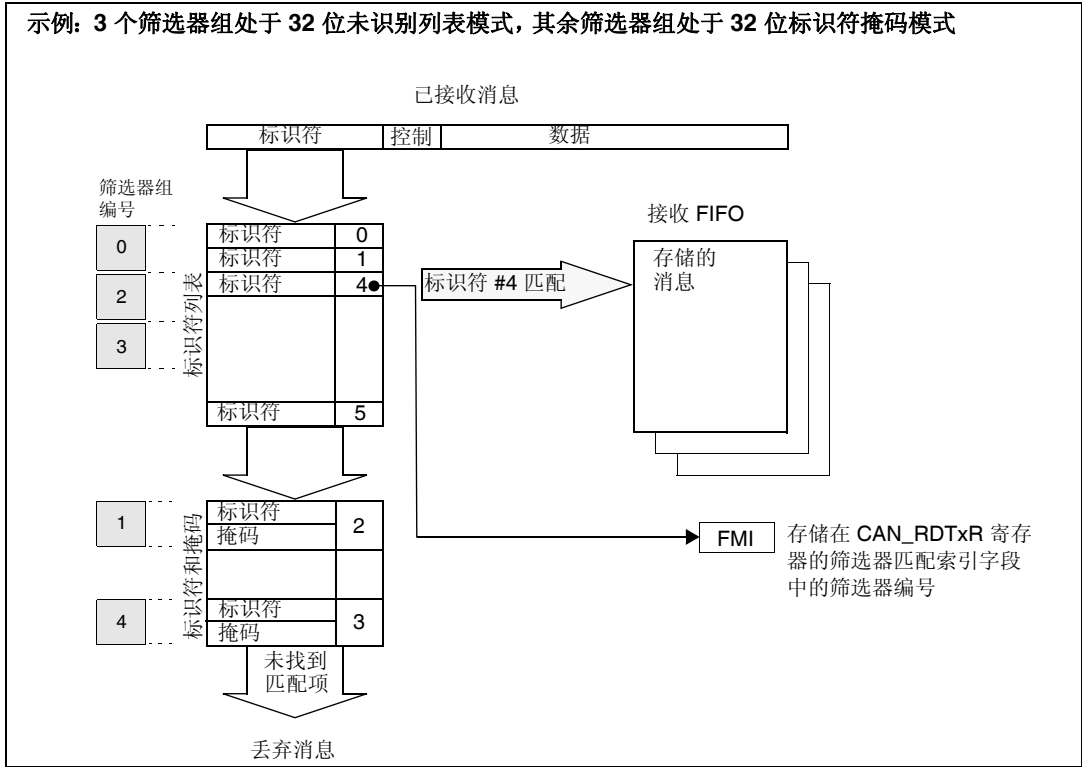 示例：3 个筛选器组处于 32 位未识别列表模式，其余筛选器组处于 32 位标识符掩码模式
已接收消息
标识符 控制 数据
筛选器组
编号
接收 FIFO
0
2
3
标识符列表
标识符 0
标识符 1
标识符 4
标识符 5
标识符 #4 匹配
存储的
消息
1
4
标识符和掩码
标识符
掩码
2
标识符
掩码
3
FMI
存储在 CAN_RDTxR 寄存
器的筛选器匹配索引字段
中的筛选器编号
未找到
匹配项
丢弃消息